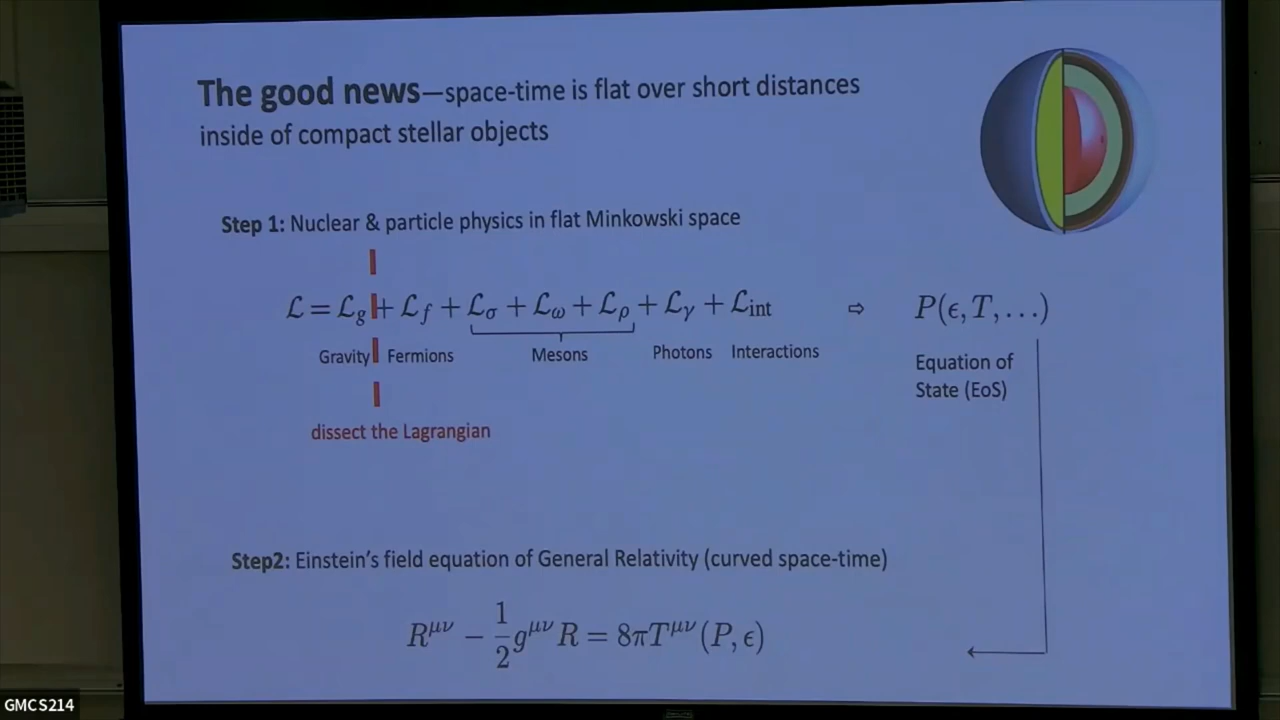 The good news—space-time is flat over short distances
inside of compact stellar objects
Step 1: Nuclear & particle physics in flat Minkowski space
ℒ = ℒ_g + ℒ_f + ℒ_σ + ℒ_ω + ℒ_ρ + ℒ_γ + ℒ_int ⇨ P(ϵ, T, . . .)
Gravity Fermions Mesons Photons Interactions
Equation of
State (EoS)
dissect the Lagrangian
Step2: Einstein's field equation of General Relativity (curved space-time)
R^{μν} − 1/2 g^{μν} R = 8πT^{μν}(P, ϵ)
GMCS214